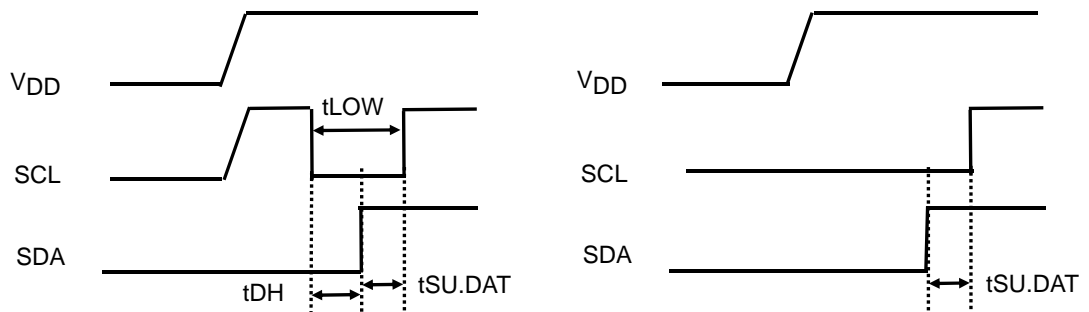 VDD
tLOW
SCL
SDA
tDH
tSU.DAT
VDD
SCL
SDA
tSU.DAT